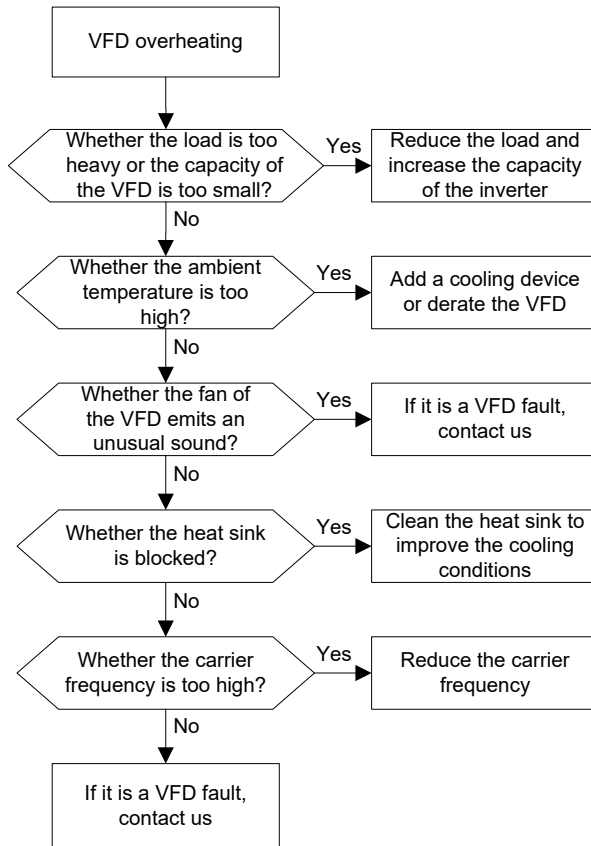 VFD overheating
Whether the load is too
heavy or the capacity of
the VFD is too small?
Yes
Reduce the load and
increase the capacity
of the inverter
No
Whether the ambient
temperature is too
high?
Yes
Add a cooling device
or derate the VFD
No
Whether the fan of
the VFD emits an
unusual sound?
Yes
If it is a VFD fault,
contact us
No
Whether the heat sink
is blocked?
Yes
Clean the heat sink to
improve the cooling
conditions
No
Whether the carrier
frequency is too high?
Yes
Reduce the carrier
frequency
No
If it is a VFD fault,
contact us